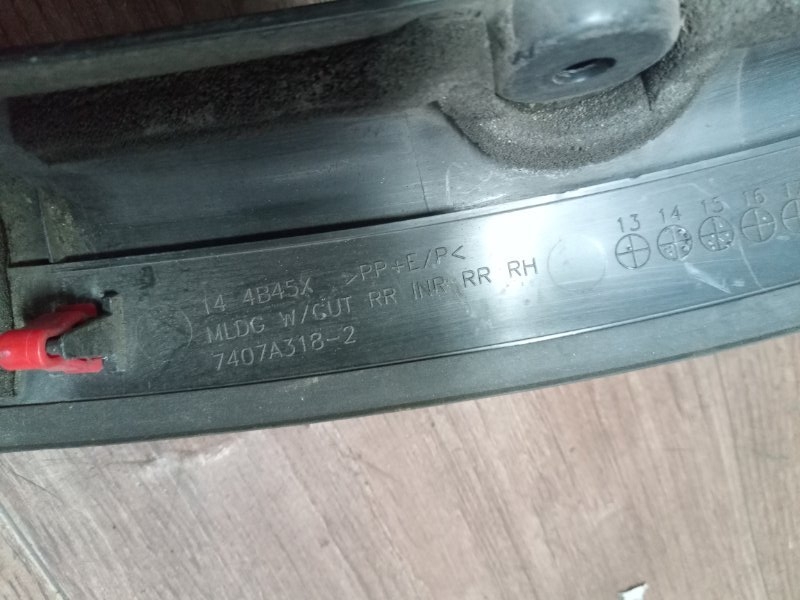 14 4B45X >PP+E/P<
MLDG W/GUT RR INR RR RH
7407A318-2
13 14 15 16